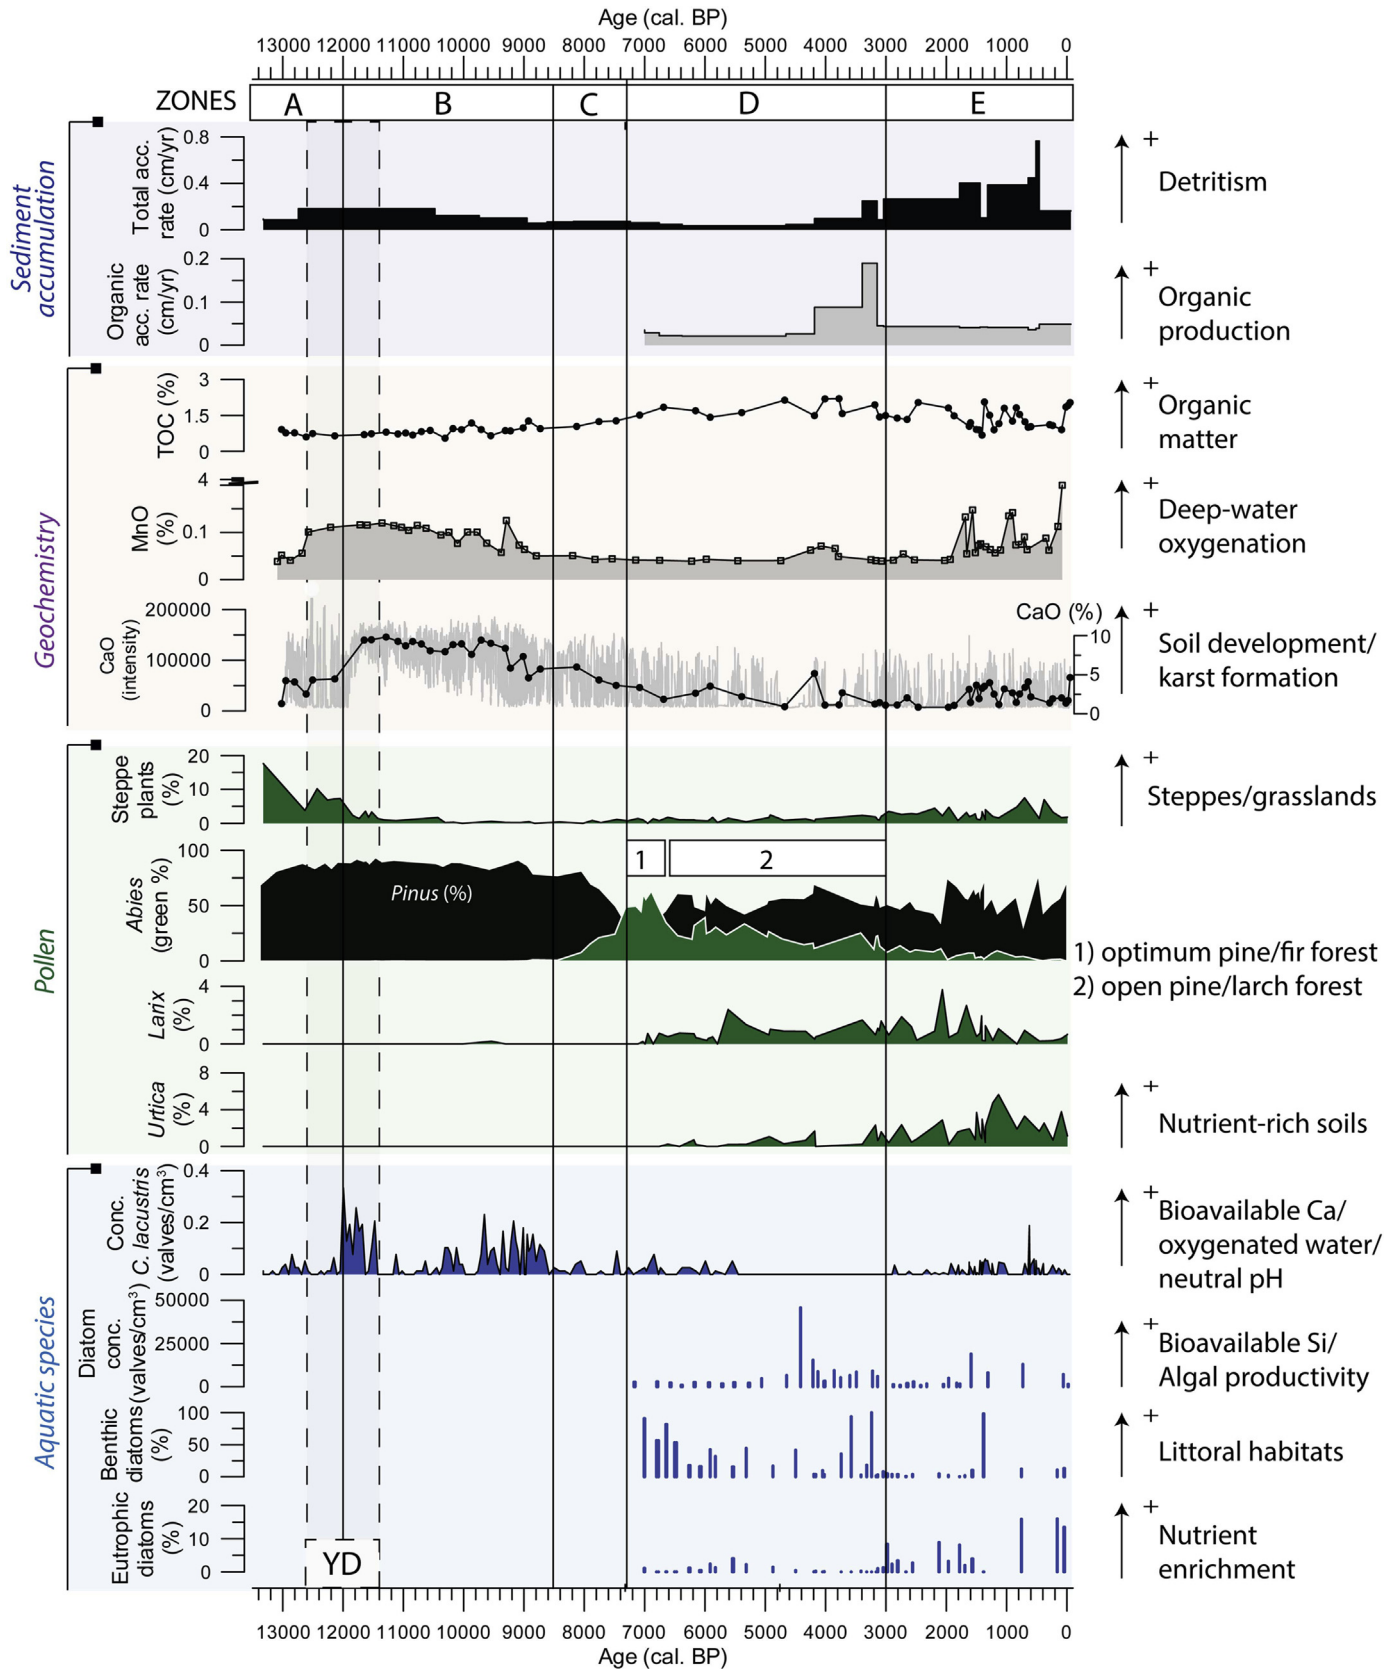 Age (cal. BP)
13000 12000 11000 10000 9000 8000 7000 6000 5000 4000 3000 2000 1000 0
ZONES A B C D E
Sediment
accumulation
Total acc.
rate (cm/yr)
0.8
0.4
0
+
Detritism
Organic
acc. rate
(cm/yr)
0.2
0.1
0
+
Organic
production
Geochemistry
TOC (%)
3
1.5
0
+
Organic
matter
MnO
(%)
4
0.1
0
+
Deep-water
oxygenation
CaO
(intensity)
200000
100000
0
CaO (%)
10
5
0
+
Soil development/
karst formation
Pollen
Steppe
plants
(%)
20
10
0
+
Steppes/grasslands
Abies
(green %)
100
50
0
Pinus (%)
1 2
1) optimum pine/fir forest
2) open pine/larch forest
Larix
(%)
4
0
Urtica
(%)
8
4
0
+
Nutrient-rich soils
Aquatic species
Conc.
C. lacustris
(valves/cm³)
0.4
0.2
0
+
Bioavailable Ca/
oxygenated water/
neutral pH
Diatom
conc.
(valves/cm³)
50000
25000
0
+
Bioavailable Si/
Algal productivity
Benthic
diatoms
(%)
100
50
0
+
Littoral habitats
Eutrophic
diatoms
(%)
20
10
0
+
Nutrient
enrichment
YD
13000 12000 11000 10000 9000 8000 7000 6000 5000 4000 3000 2000 1000 0
Age (cal. BP)